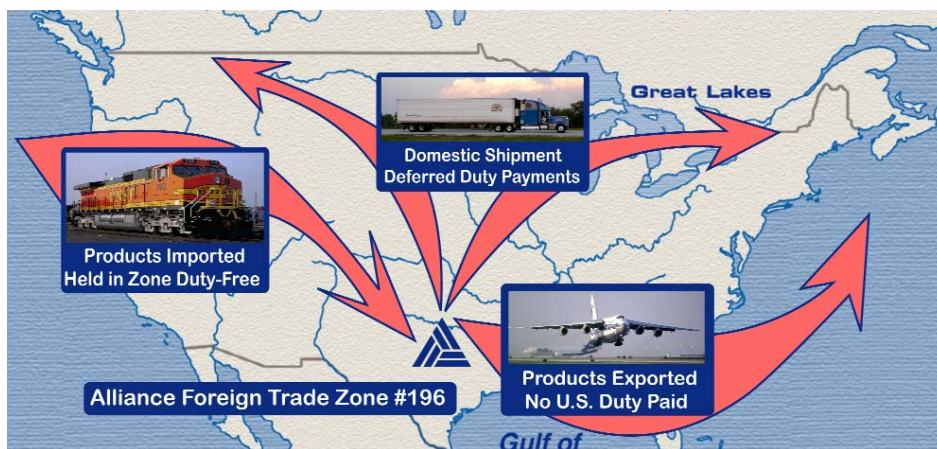 Great Lakes
Domestic Shipment
Deferred Duty Payments
Products Imported
Held in Zone Duty-Free
Products Exported
No U.S. Duty Paid
Alliance Foreign Trade Zone #196
Gulf of